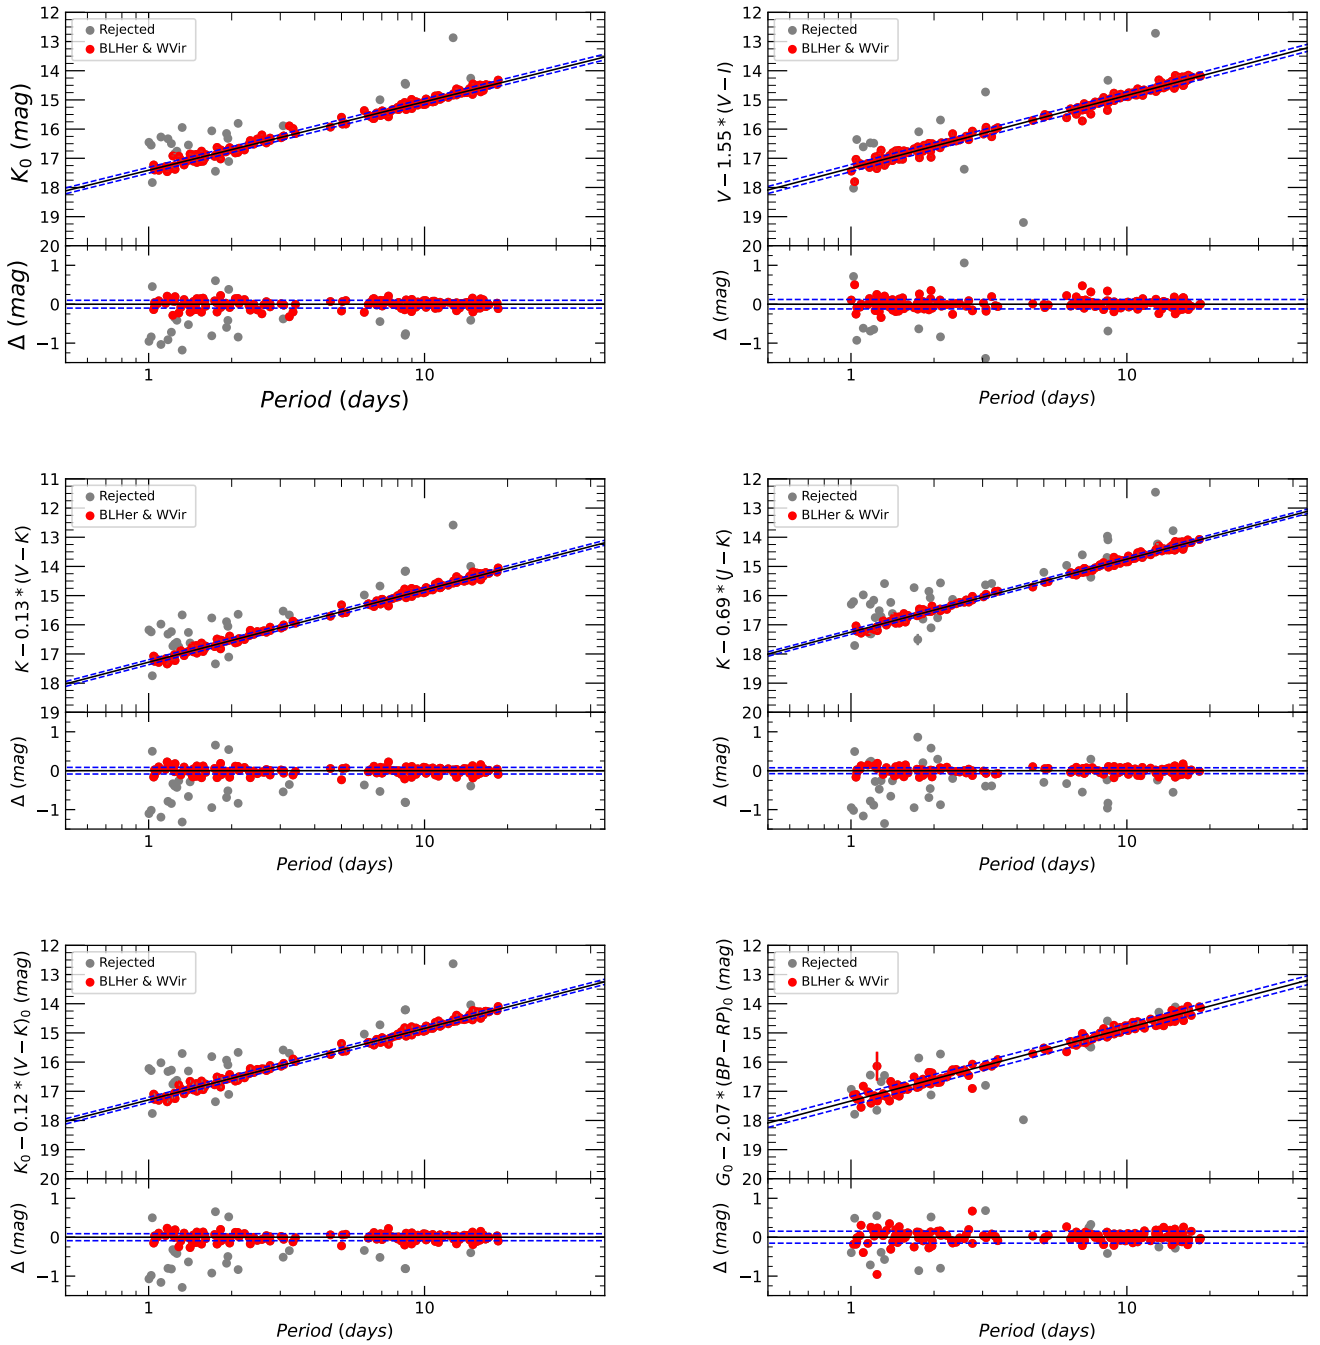 12
13
14
15
16
17
18
19
20
K₀ (mag)
Rejected
BLHer & WVir
1
0
−1
Δ (mag)
1
10
Period (days)
12
13
14
15
16
17
18
19
20
V − 1.55 * (V − I)
Rejected
BLHer & WVir
1
0
−1
Δ (mag)
1
10
Period (days)
11
12
13
14
15
16
17
18
19
K − 0.13 * (V − K)
Rejected
BLHer & WVir
1
0
−1
Δ (mag)
1
10
Period (days)
12
13
14
15
16
17
18
19
20
K − 0.69 * (J − K)
Rejected
BLHer & WVir
1
0
−1
Δ (mag)
1
10
Period (days)
12
13
14
15
16
17
18
19
20
K₀ − 0.12 * (V − K)₀ (mag)
Rejected
BLHer & WVir
1
0
−1
Δ (mag)
1
10
Period (days)
12
13
14
15
16
17
18
19
20
G₀ − 2.07 * (BP − RP)₀ (mag)
Rejected
BLHer & WVir
1
0
−1
Δ (mag)
1
10
Period (days)